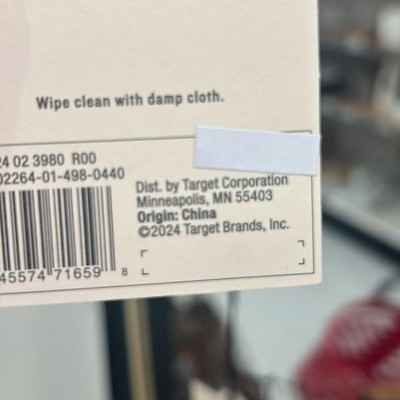 Wipe clean with damp cloth.
24 02 3980 R00
02264-01-498-0440
Dist. by Target Corporation
Minneapolis, MN 55403
Origin: China
©2024 Target Brands, Inc.
45574 71659 8